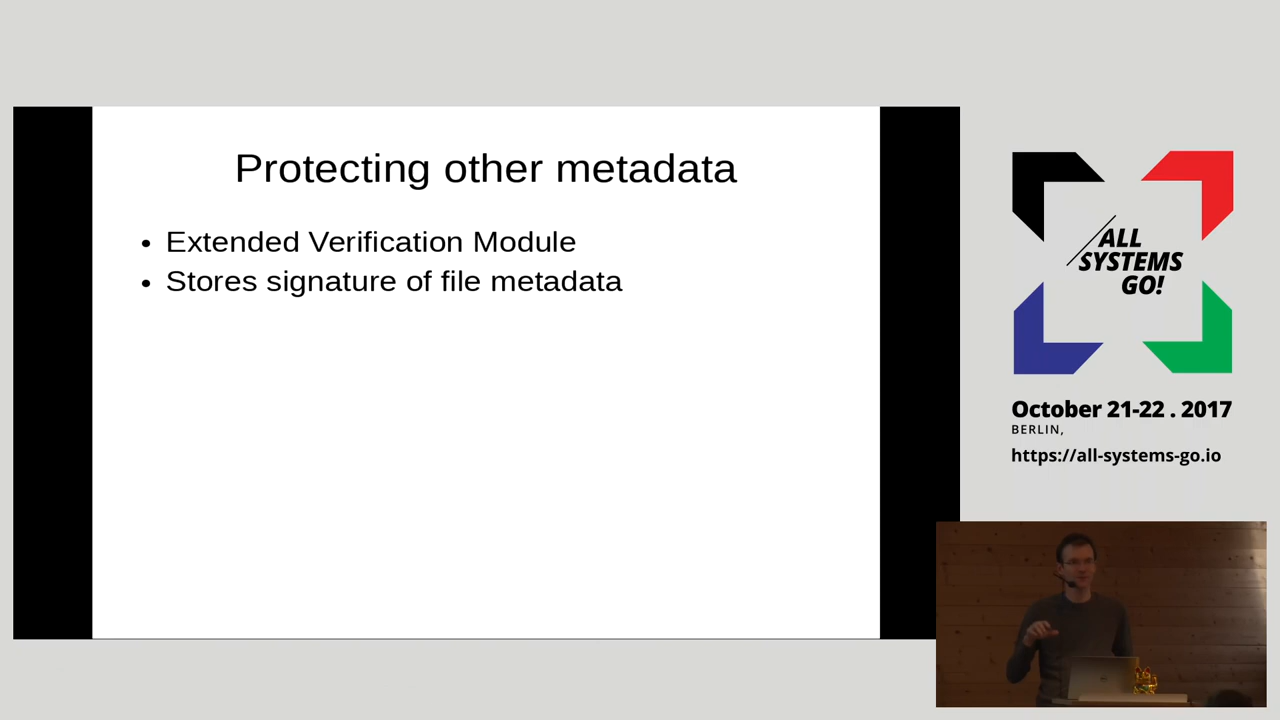 Protecting other metadata
• Extended Verification Module
• Stores signature of file metadata
ALL
SYSTEMS
GO!
October 21-22 . 2017
BERLIN,
https://all-systems-go.io